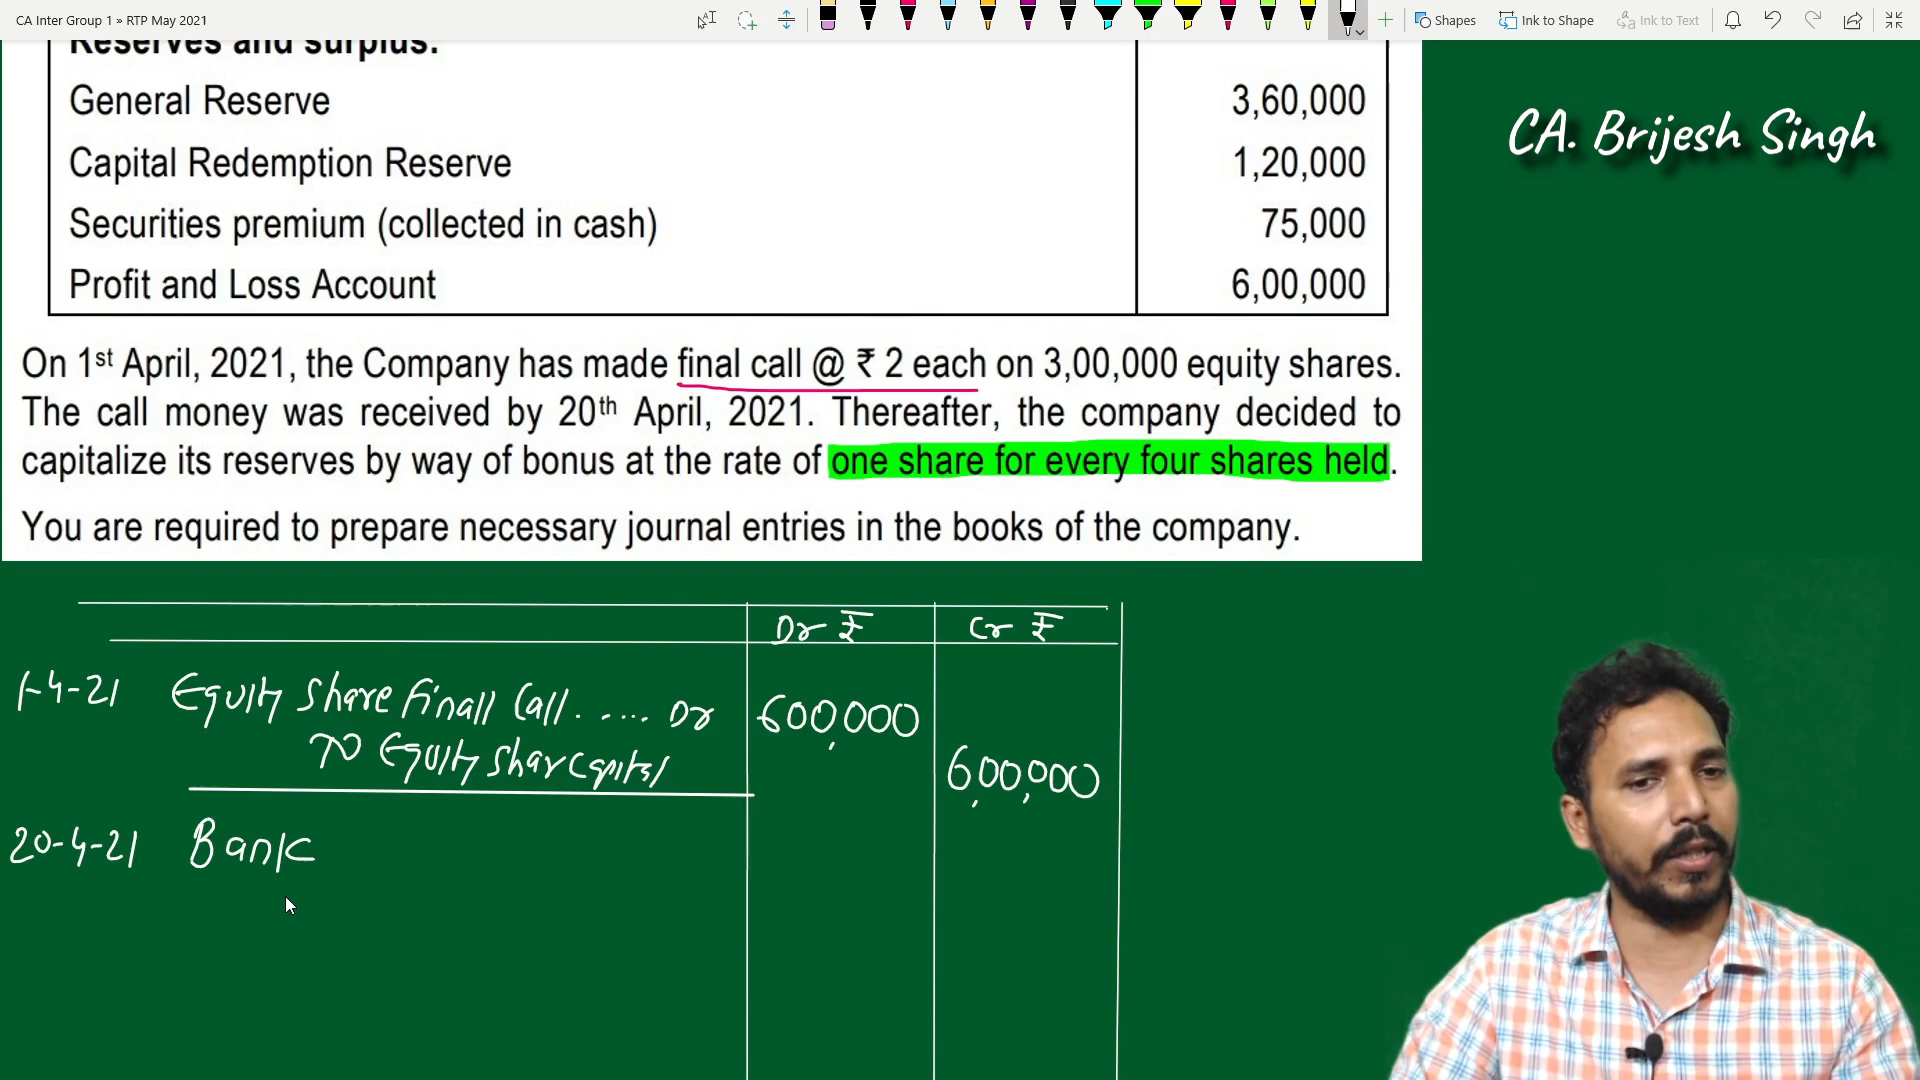 CA Inter Group 1 » RTP May 2021
Shapes Ink to Shape Ink to Text
Reserves and surplus:
General Reserve 3,60,000
Capital Redemption Reserve 1,20,000
Securities premium (collected in cash) 75,000
Profit and Loss Account 6,00,000
CA. Brijesh Singh
On 1st April, 2021, the Company has made final call @ ₹ 2 each on 3,00,000 equity shares.
The call money was received by 20th April, 2021. Thereafter, the company decided to
capitalize its reserves by way of bonus at the rate of one share for every four shares held.
You are required to prepare necessary journal entries in the books of the company.
Dr ₹ Cr ₹
1-4-21 Equity Share Finall Call..... Dr 600,000
To Equity Shar Capital 6,00,000
20-4-21 Bank